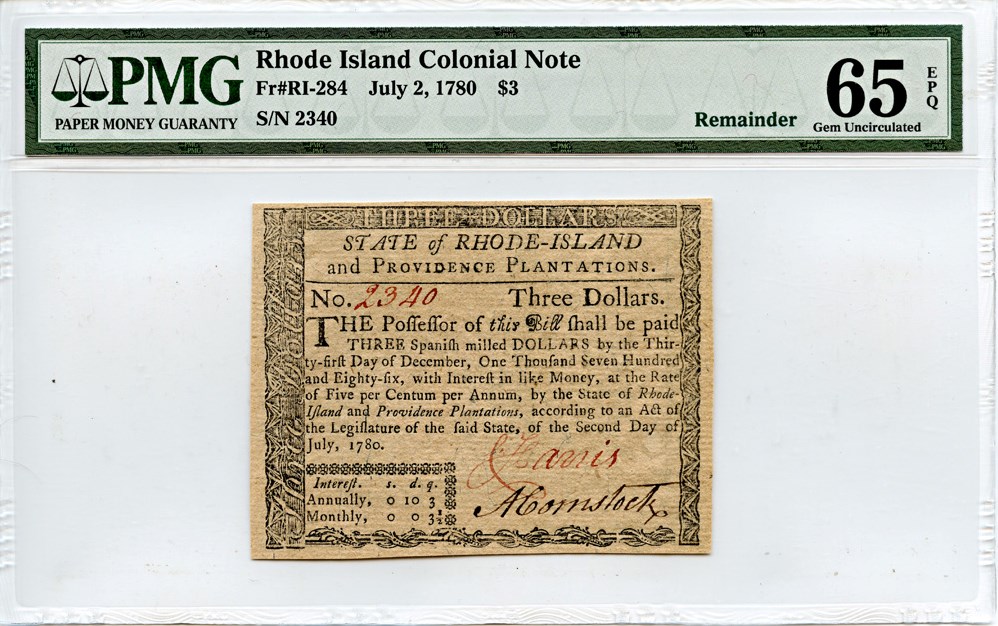 PMG
PAPER MONEY GUARANTY
Rhode Island Colonial Note
Fr#RI-284 July 2, 1780 $3
S/N 2340
Remainder
65 EPQ
Gem Uncirculated
THREE DOLLARS
STATE of RHODE-ISLAND
and PROVIDENCE PLANTATIONS.
No. 2340 Three Dollars.
THE Poſſeſſor of this Bill ſhall be paid
THREE Spaniſh milled DOLLARS by the Thir-
ty-firſt Day of December, One Thouſand Seven Hundred
and Eighty-ſix, with Intereſt in like Money, at the Rate
of Five per Centum per Annum, by the State of Rhode-
Iſland and Providence Plantations, according to an Act of
the Legiſlature of the ſaid State, of the Second Day of
July, 1780.
Intereſt. s. d. q.
Annually, 0 10 3
Monthly, 0 0 3½
Harris
A Comstock